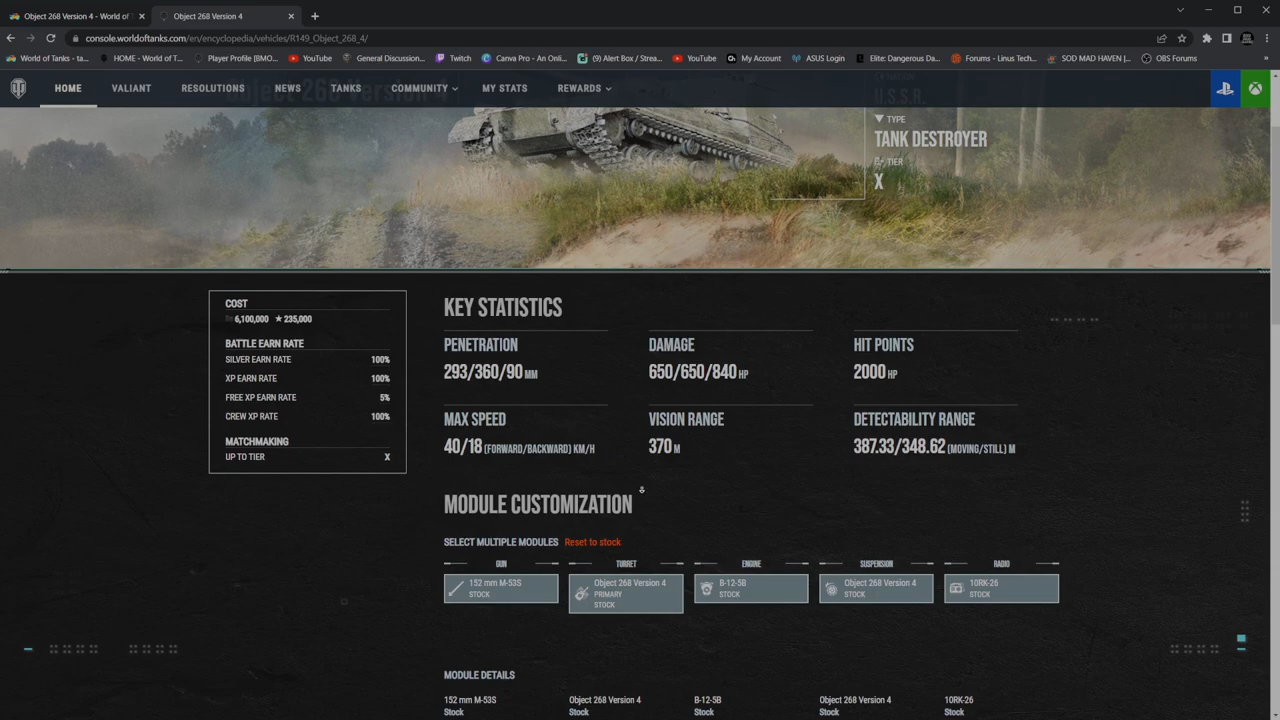 Object 268 Version 4 - World of
Object 268 Version 4
console.worldoftanks.com/en/encyclopedia/vehicles/R149_Object_268_4/
World of Tanks - ta...
HOME - World of T...
Player Profile [BMO...
YouTube
General Discussion...
Twitch
Canva Pro - An Onli...
(9) Alert Box / Strea...
YouTube
My Account
ASUS Login
Elite: Dangerous Da...
Forums - Linus Tech...
SOD MAD HAVEN |...
OBS Forums
HOME
VALIANT
RESOLUTIONS
NEWS
TANKS
COMMUNITY
MY STATS
REWARDS
Object 268 Version 4
U.S.S.R.
TYPE
TANK DESTROYER
TIER
X
COST
6,100,000 235,000
BATTLE EARN RATE
SILVER EARN RATE 100%
XP EARN RATE 100%
FREE XP EARN RATE 5%
CREW XP RATE 100%
MATCHMAKING
UP TO TIER X
KEY STATISTICS
PENETRATION
293/360/90 MM
DAMAGE
650/650/840 HP
HIT POINTS
2000 HP
MAX SPEED
40/18 (FORWARD/BACKWARD) KM/H
VISION RANGE
370 M
DETECTABILITY RANGE
387.33/348.62 (MOVING/STILL) M
MODULE CUSTOMIZATION
SELECT MULTIPLE MODULES Reset to stock
GUN
152 mm M-53S
STOCK
TURRET
Object 268 Version 4
PRIMARY
STOCK
ENGINE
B-12-5B
STOCK
SUSPENSION
Object 268 Version 4
STOCK
RADIO
10RK-26
STOCK
MODULE DETAILS
152 mm M-53S
Stock
Object 268 Version 4
Stock
B-12-5B
Stock
Object 268 Version 4
Stock
10RK-26
Stock